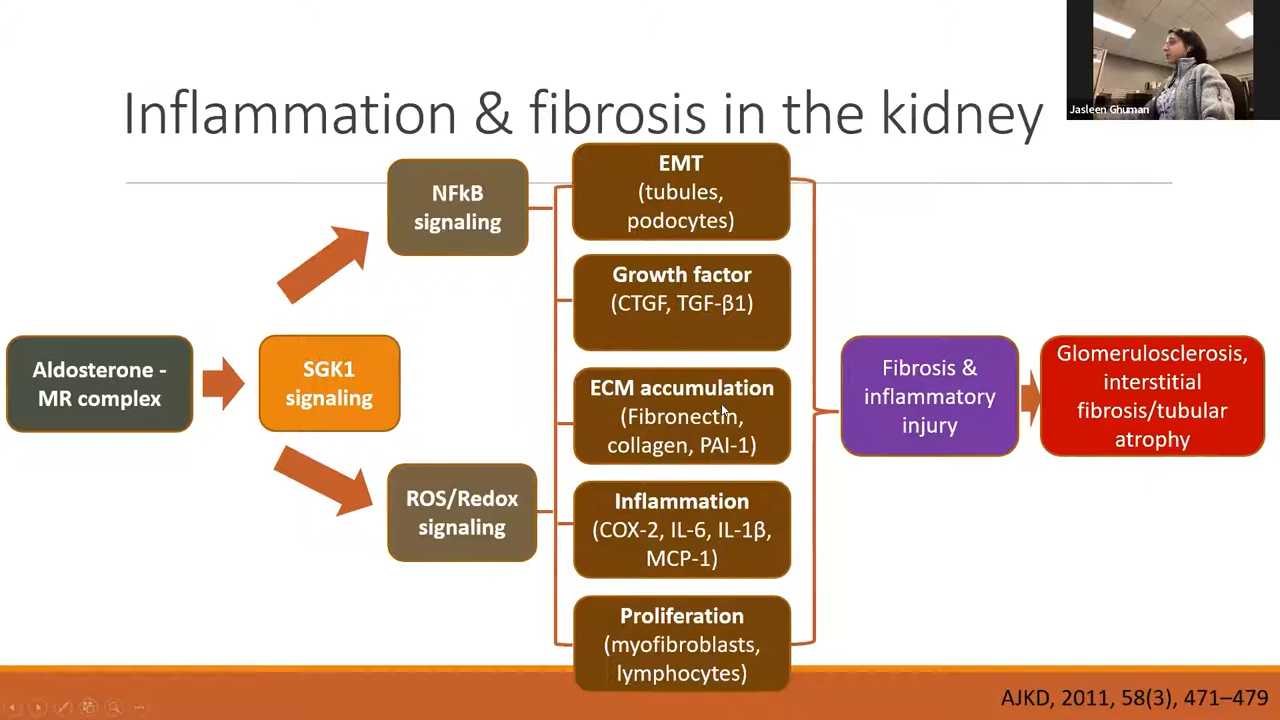 Jasleen Ghuman
Inflammation & fibrosis in the kidney
Aldosterone -
MR complex
SGK1
signaling
NFkB
signaling
ROS/Redox
signaling
EMT
(tubules,
podocytes)
Growth factor
(CTGF, TGF-β1)
ECM accumulation
(Fibronectin,
collagen, PAI-1)
Inflammation
(COX-2, IL-6, IL-1β,
MCP-1)
Proliferation
(myofibroblasts,
lymphocytes)
Fibrosis &
inflammatory
injury
Glomerulosclerosis,
interstitial
fibrosis/tubular
atrophy
AJKD, 2011, 58(3), 471–479